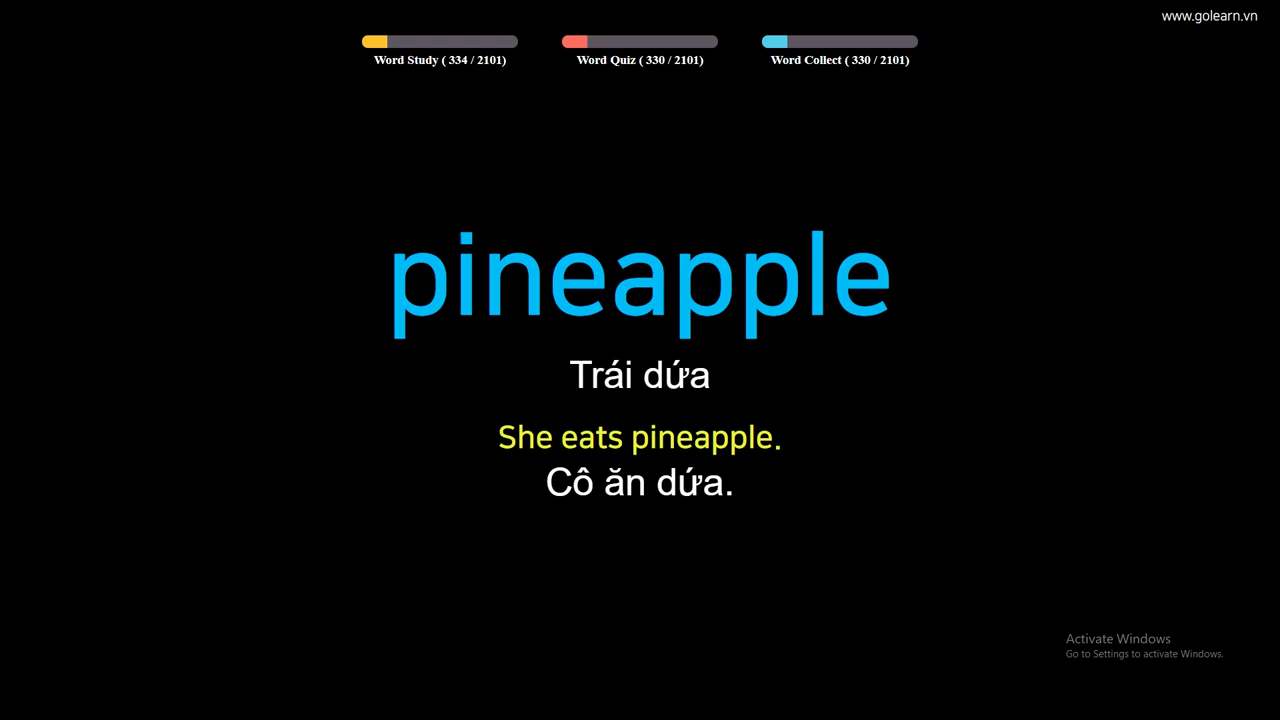 www.golearn.vn
Word Study ( 334 / 2101)
Word Quiz ( 330 / 2101)
Word Collect ( 330 / 2101)
pineapple
Trái dứa
She eats pineapple.
Cô ăn dứa.
Activate Windows
Go to Settings to activate Windows.